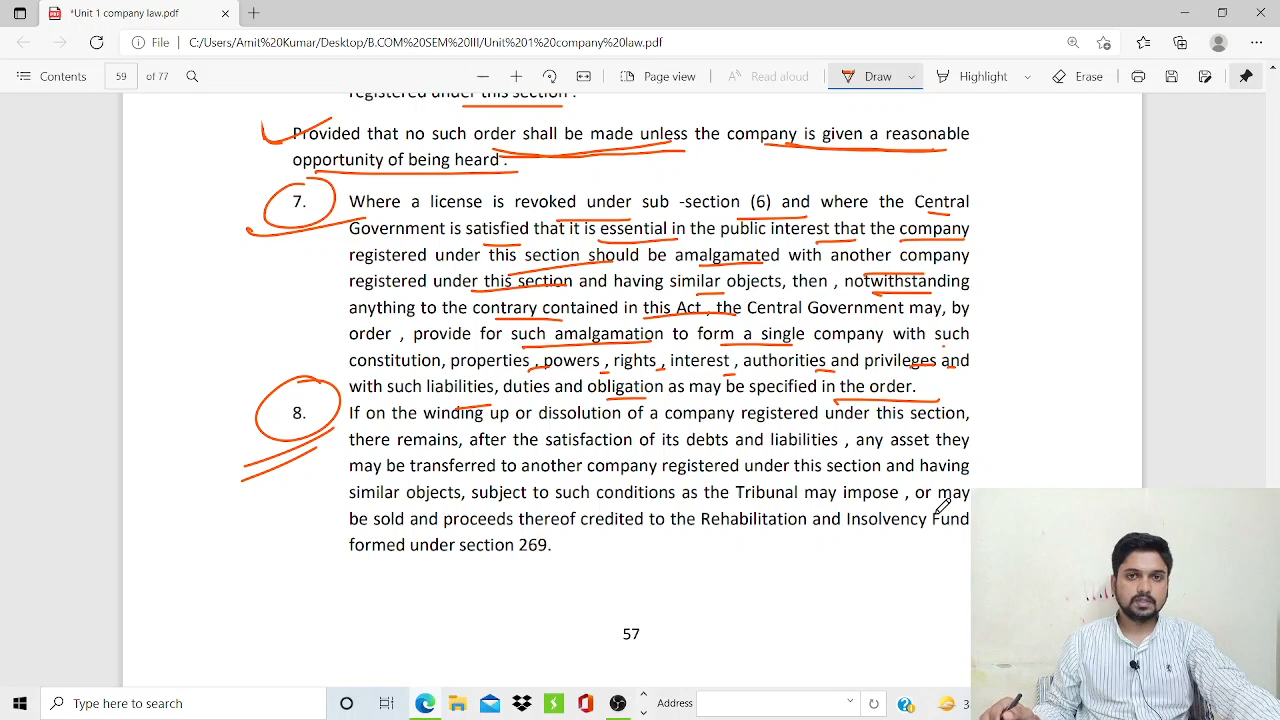 *Unit 1 company law.pdf
File C:/Users/Amit%20Kumar/Desktop/B.COM%20SEM%20III/Unit%201%20company%20law.pdf
Contents 59 of 77 Page view Read aloud Draw Highlight Erase
registered under this section .
Provided that no such order shall be made unless the company is given a reasonable
opportunity of being heard .
7. Where a license is revoked under sub -section (6) and where the Central
Government is satisfied that it is essential in the public interest that the company
registered under this section should be amalgamated with another company
registered under this section and having similar objects, then , notwithstanding
anything to the contrary contained in this Act , the Central Government may, by
order , provide for such amalgamation to form a single company with such
constitution, properties , powers , rights , interest , authorities and privileges and
with such liabilities, duties and obligation as may be specified in the order.
8. If on the winding up or dissolution of a company registered under this section,
there remains, after the satisfaction of its debts and liabilities , any asset they
may be transferred to another company registered under this section and having
similar objects, subject to such conditions as the Tribunal may impose , or may
be sold and proceeds thereof credited to the Rehabilitation and Insolvency Fund
formed under section 269.
57
Type here to search Address 3